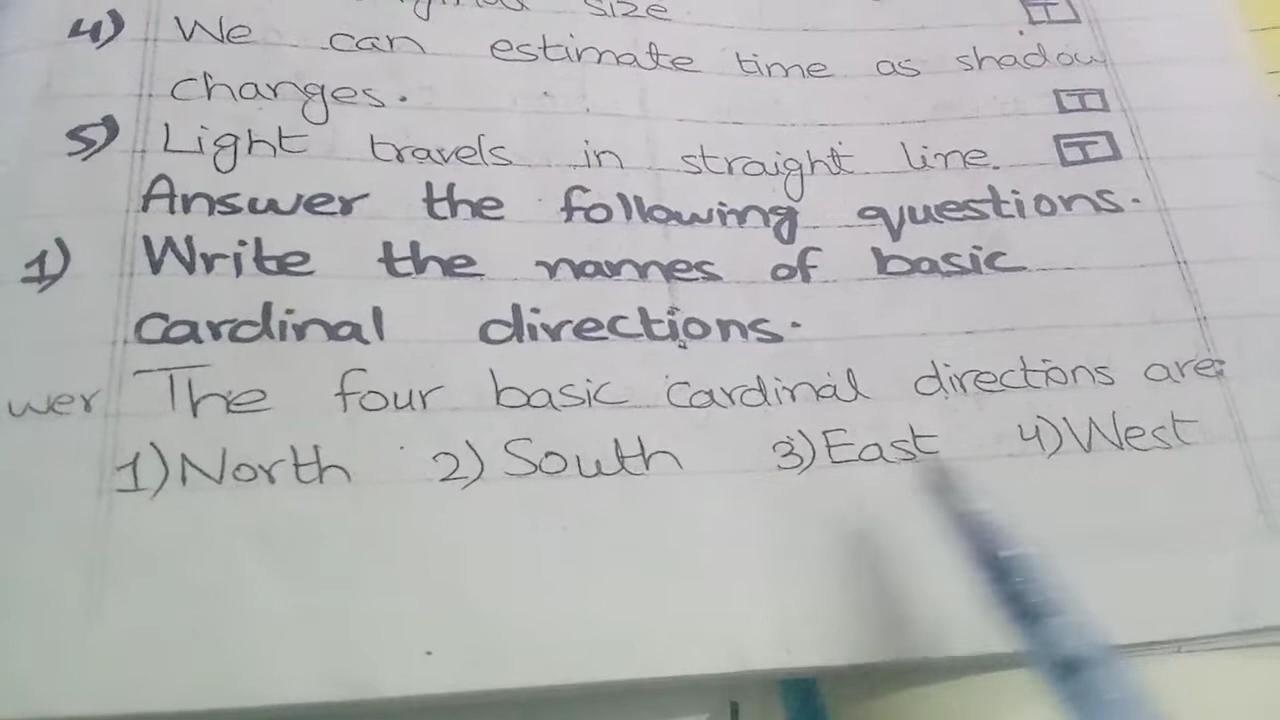 size
T
4) We can estimate time as shadow
changes.
T
5) Light travels in straight line. T
Answer the following questions.
1) Write the names of basic
cardinal directions.
wer The four basic cardinal directions are:
1) North 2) South 3) East 4) West